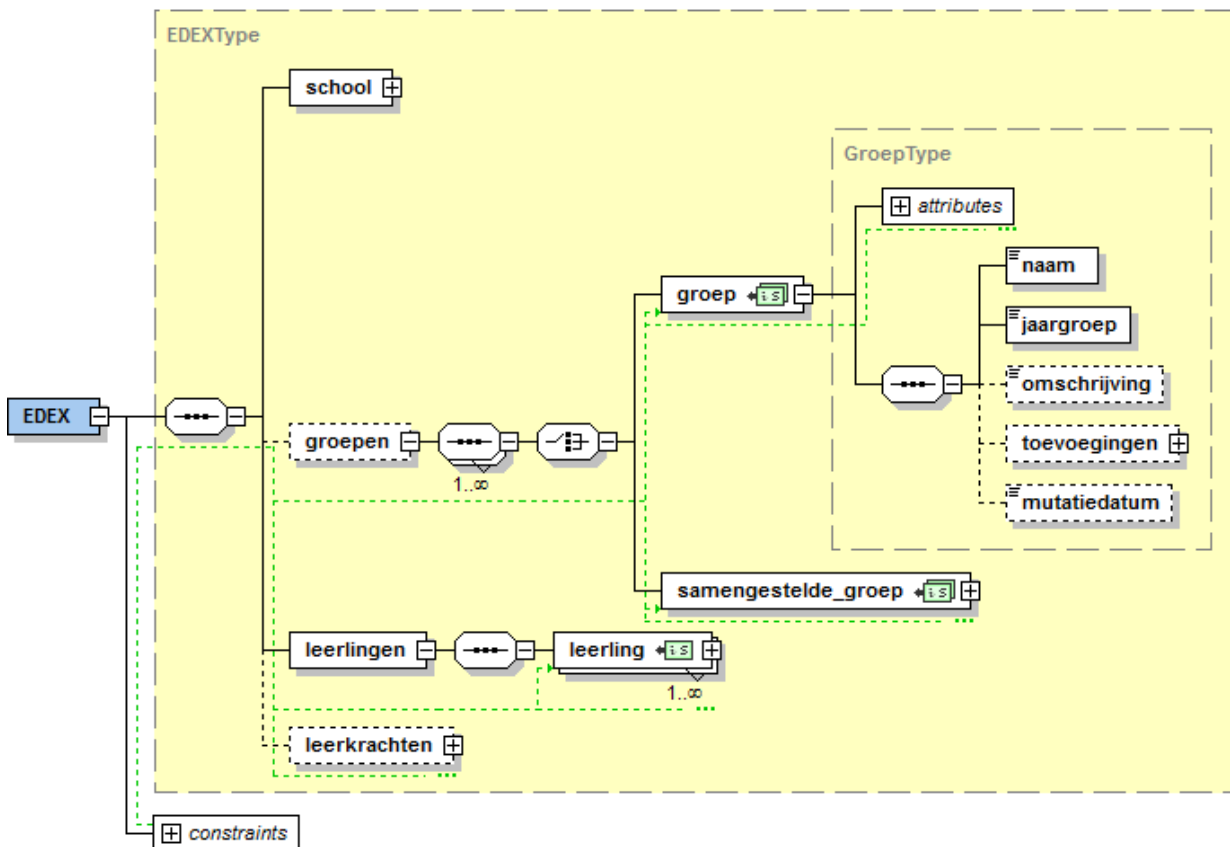 EDEXType
school
GroepType
attributes
naam
groep
jaargroep
omschrijving
EDEX
groepen
toevoegingen
1..∞
mutatiedatum
samengestelde_groep
leerlingen
leerling
1..∞
leerkrachten
constraints